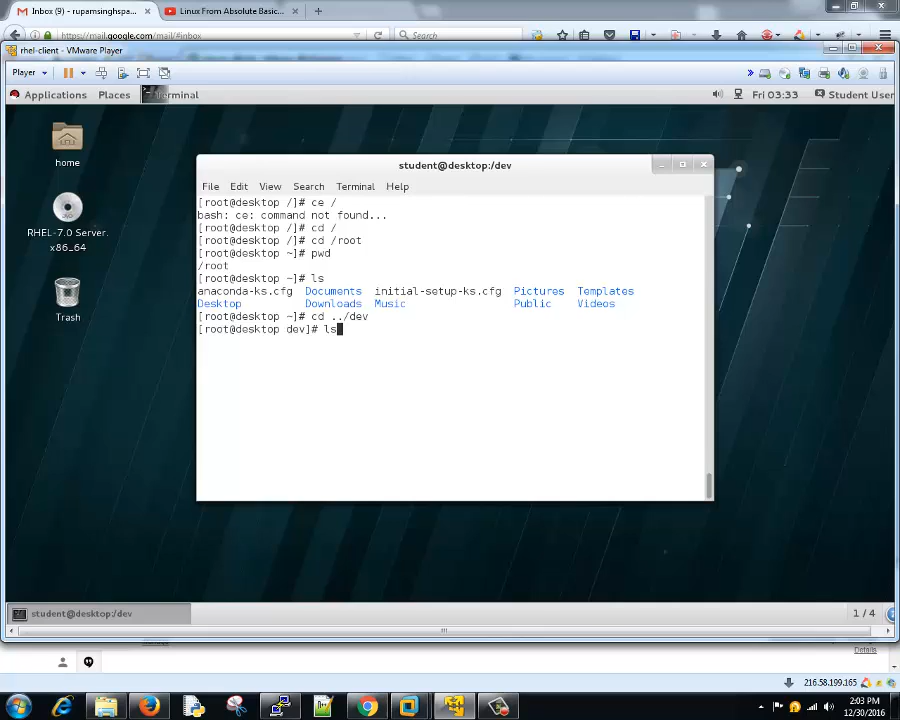 Inbox (9) - rupamsinghspa...
Linux From Absolute Basic...
https://mail.google.com/mail/#inbox
Search
rhel-client - VMware Player
Player
Applications Places Terminal
Fri 03:33
Student User
home
RHEL-7.0 Server.
x86_64
Trash
student@desktop:/dev
File Edit View Search Terminal Help
[root@desktop /]# ce /
bash: ce: command not found...
[root@desktop /]# cd /
[root@desktop /]# cd /root
[root@desktop ~]# pwd
/root
[root@desktop ~]# ls
anaconda-ks.cfg Documents initial-setup-ks.cfg Pictures Templates
Desktop Downloads Music Public Videos
[root@desktop ~]# cd ../dev
[root@desktop dev]# ls
student@desktop:/dev
1 / 4
Details
216.58.199.165
2:03 PM
12/30/2016